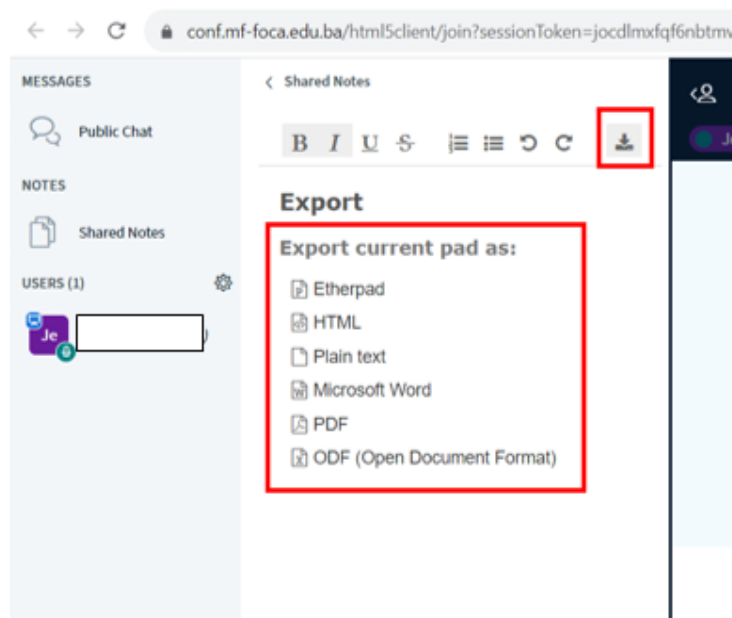 conf.mf-foca.edu.ba/html5client/join?sessionToken=jocdlmxfqf6nbtmv
MESSAGES
Public Chat
NOTES
Shared Notes
USERS (1)
Je
Shared Notes
B I U S
Export
Export current pad as:
Etherpad
HTML
Plain text
Microsoft Word
PDF
ODF (Open Document Format)